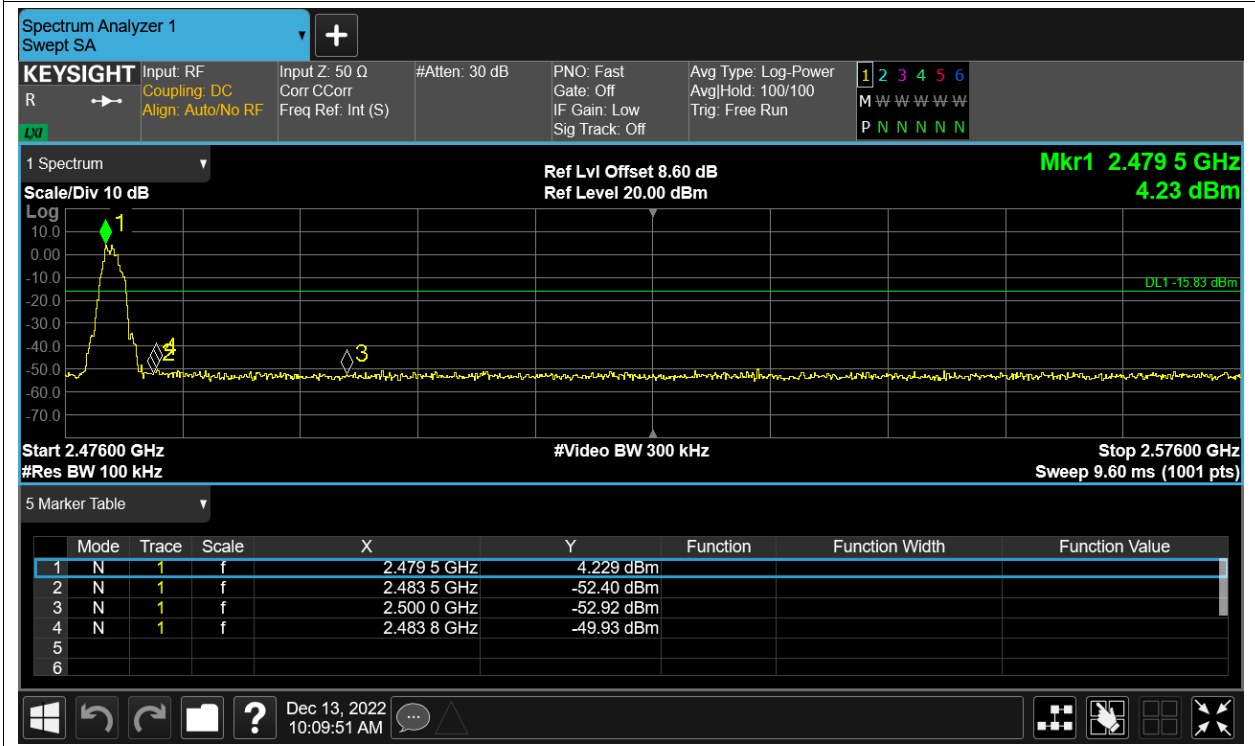 Spectrum Analyzer 1
Swept SA
+
KEYSIGHT Input: RF Input Z: 50 Ω #Atten: 30 dB PNO: Fast Avg Type: Log-Power 1 2 3 4 5 6
R Coupling: DC Corr CCorr Gate: Off Avg|Hold: 100/100 M W W W W W
Align: Auto/No RF Freq Ref: Int (S) IF Gain: Low Trig: Free Run
LXI Sig Track: Off P N N N N N
1 Spectrum Ref Lvl Offset 8.60 dB Mkr1 2.479 5 GHz
Scale/Div 10 dB Ref Level 20.00 dBm 4.23 dBm
Log
1
10.0
0.00
-10.0
DL1 -15.83 dBm
-20.0
-30.0
-40.0
4
2
3
-50.0
-60.0
-70.0
Start 2.47600 GHz #Video BW 300 kHz Stop 2.57600 GHz
#Res BW 100 kHz Sweep 9.60 ms (1001 pts)
5 Marker Table
Mode Trace Scale X Y Function Function Width Function Value
1 N 1 f 2.479 5 GHz 4.229 dBm
2 N 1 f 2.483 5 GHz -52.40 dBm
3 N 1 f 2.500 0 GHz -52.92 dBm
4 N 1 f 2.483 8 GHz -49.93 dBm
5
6
? Dec 13, 2022
10:09:51 AM